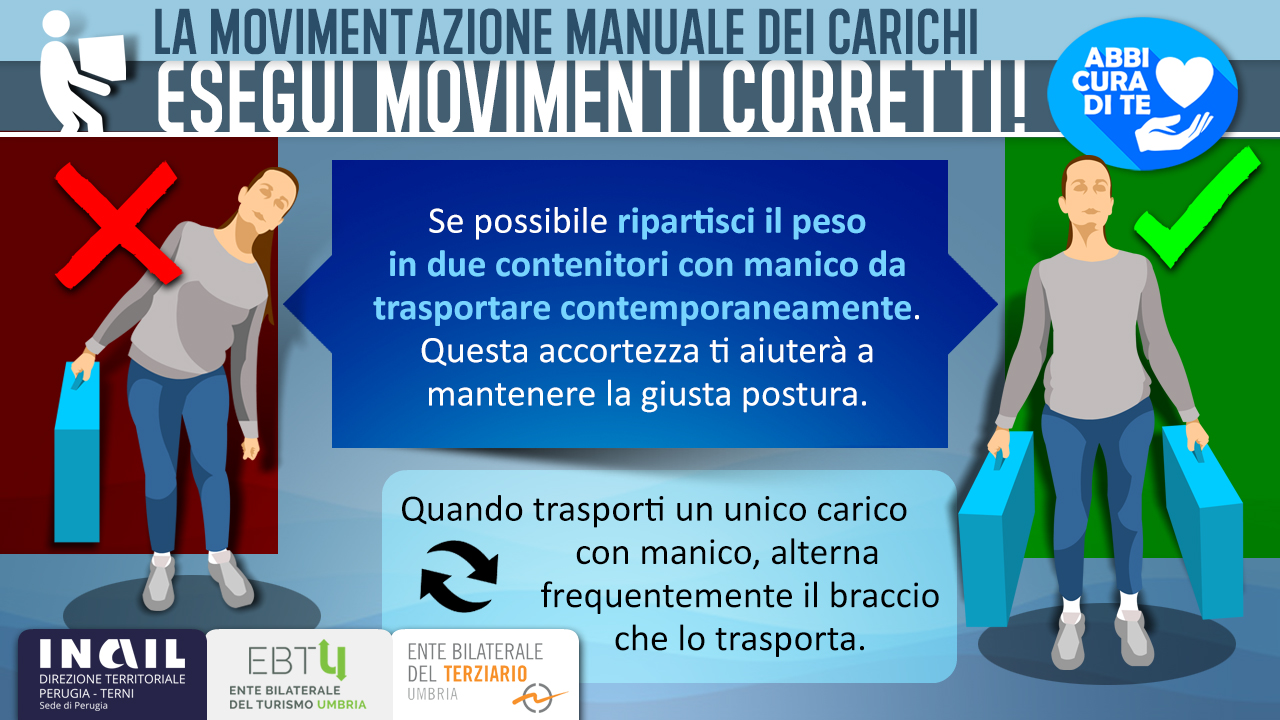 LA MOVIMENTAZIONE MANUALE DEI CARICHI
ESEGUI MOVIMENTI CORRETTI!
ABBI
CURA
DI TE
Se possibile ripartisci il peso
in due contenitori con manico da
trasportare contemporaneamente.
Questa accortezza ti aiuterà a
mantenere la giusta postura.
Quando trasporti un unico carico
con manico, alterna
frequentemente il braccio
che lo trasporta.
INAIL
DIREZIONE TERRITORIALE
PERUGIA - TERNI
Sede di Perugia
EBTU
ENTE BILATERALE
DEL TURISMO UMBRIA
ENTE BILATERALE
DEL TERZIARIO
UMBRIA